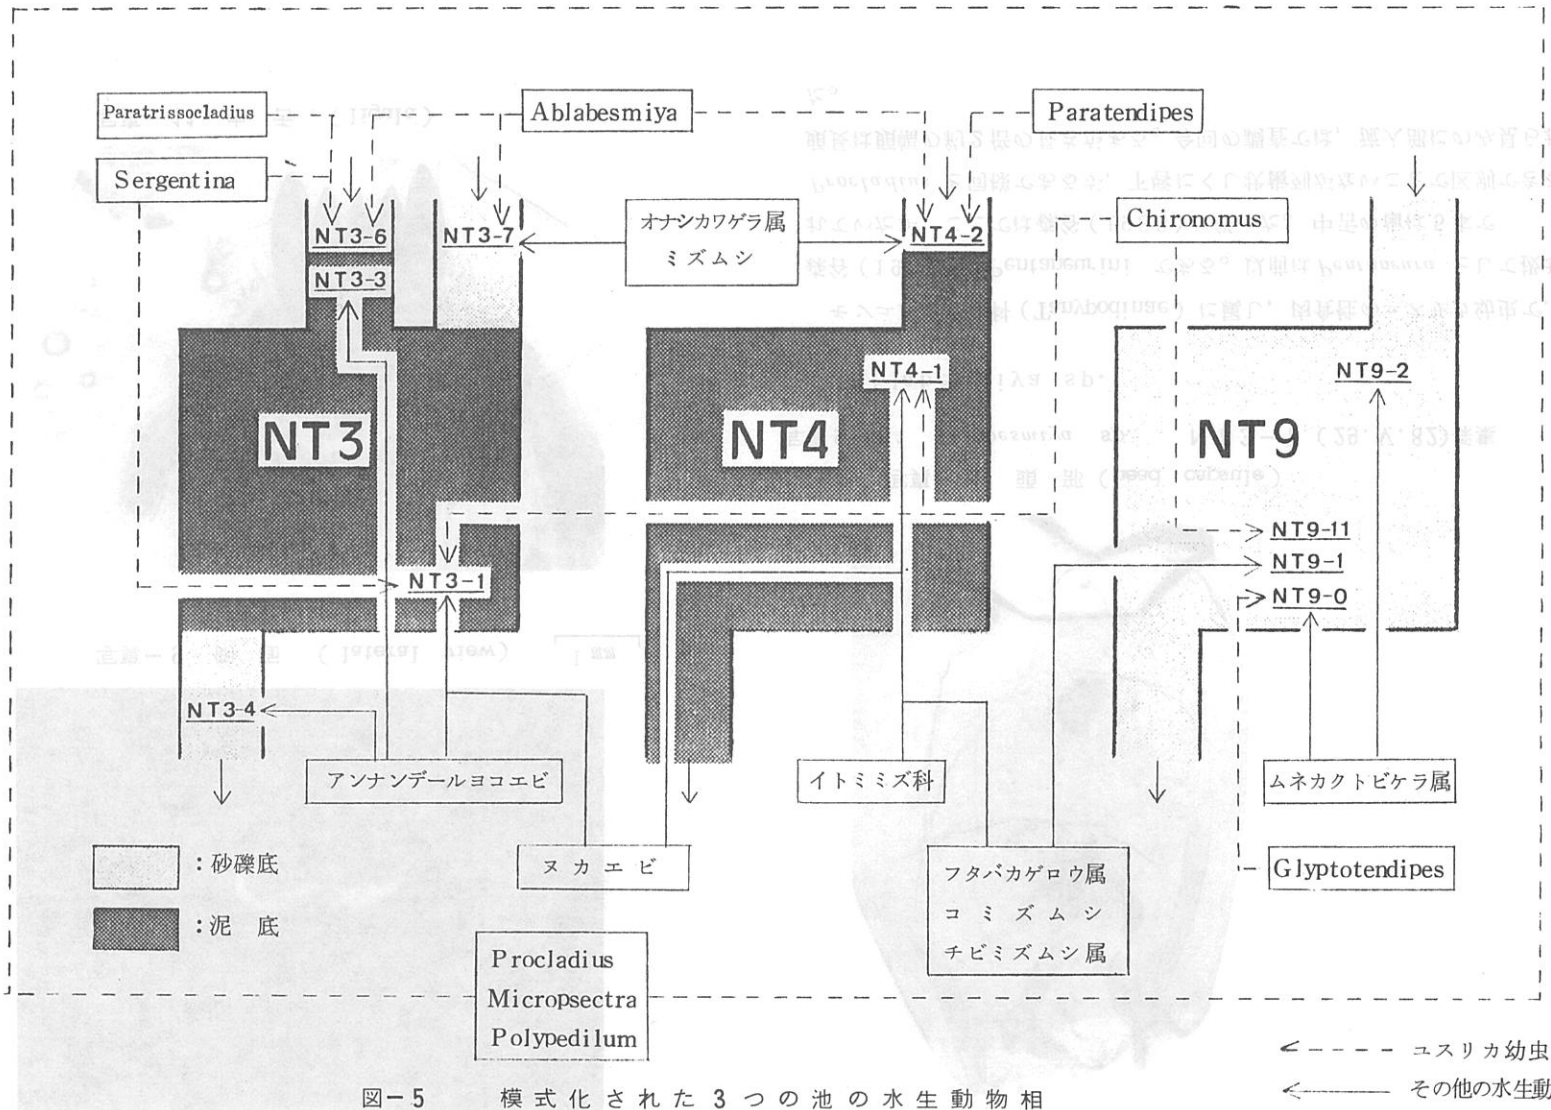 Paratrissocladius
Ablabesmiya
Paratendipes
Sergentina
オナシカワゲラ属
ミズムシ
Chironomus
NT3-6
NT3-7
NT4-2
NT3-3
NT4-1
NT9-2
NT3
NT4
NT9
NT9-11
NT3-1
NT9-1
NT9-0
NT3-4
アンナンデールヨコエビ
イトミミズ科
ムネカクトビケラ属
:砂礫底
ヌカエビ
フタバカゲロウ属
コミズムシ
チビミズムシ属
Glyptotendipes
:泥 底
Procladius
Micropsectra
Polypedilum
ユスリカ幼虫
その他の水生動
図-5 模式化された3つの池の水生動物相